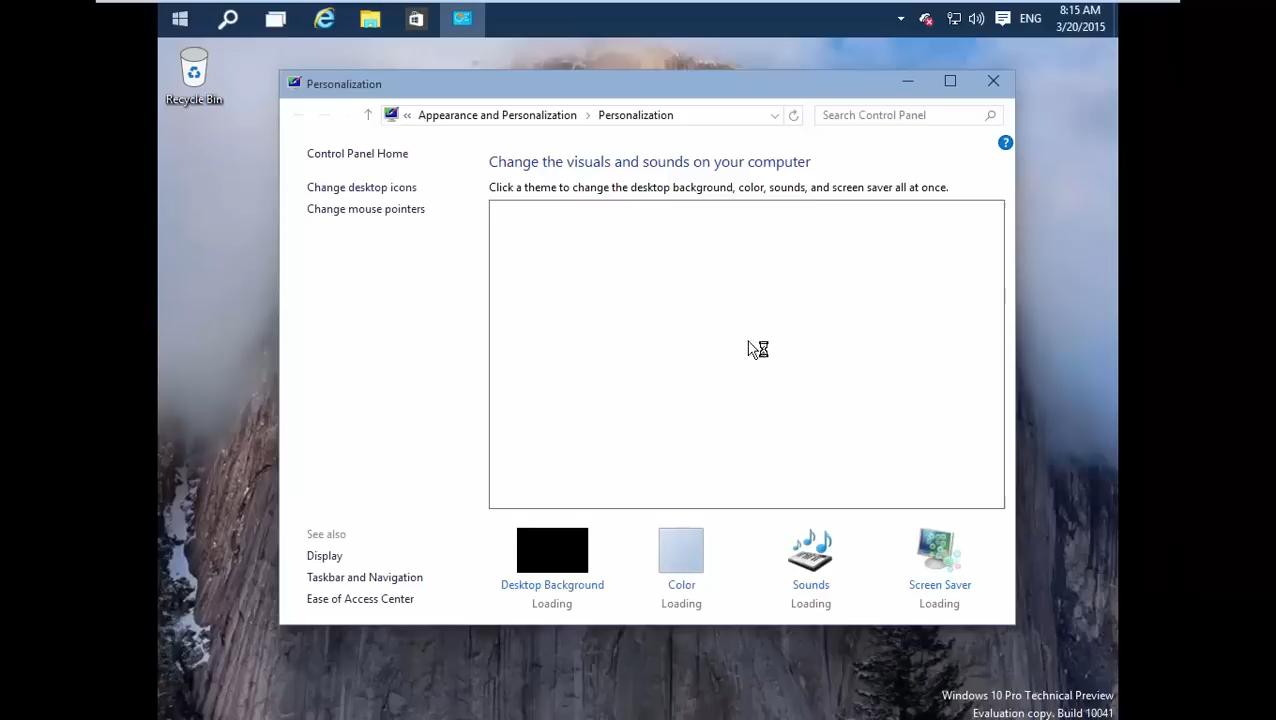 ENG
8:15 AM
3/20/2015
Recycle Bin
Personalization
« Appearance and Personalization > Personalization
Search Control Panel
?
Control Panel Home
Change desktop icons
Change mouse pointers
Change the visuals and sounds on your computer
Click a theme to change the desktop background, color, sounds, and screen saver all at once.
See also
Display
Taskbar and Navigation
Ease of Access Center
Desktop Background
Loading
Color
Loading
Sounds
Loading
Screen Saver
Loading
Windows 10 Pro Technical Preview
Evaluation copy. Build 10041